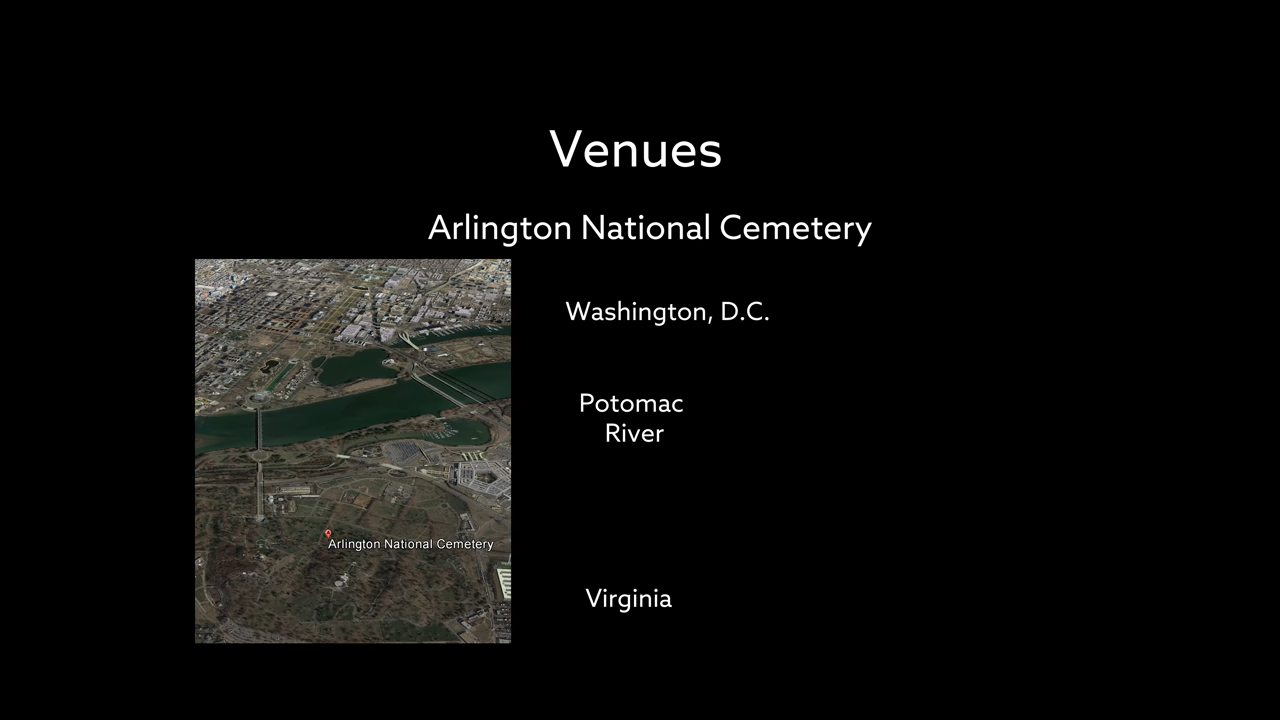 Venues
Arlington National Cemetery
Washington, D.C.
Potomac
River
Arlington National Cemetery
Virginia